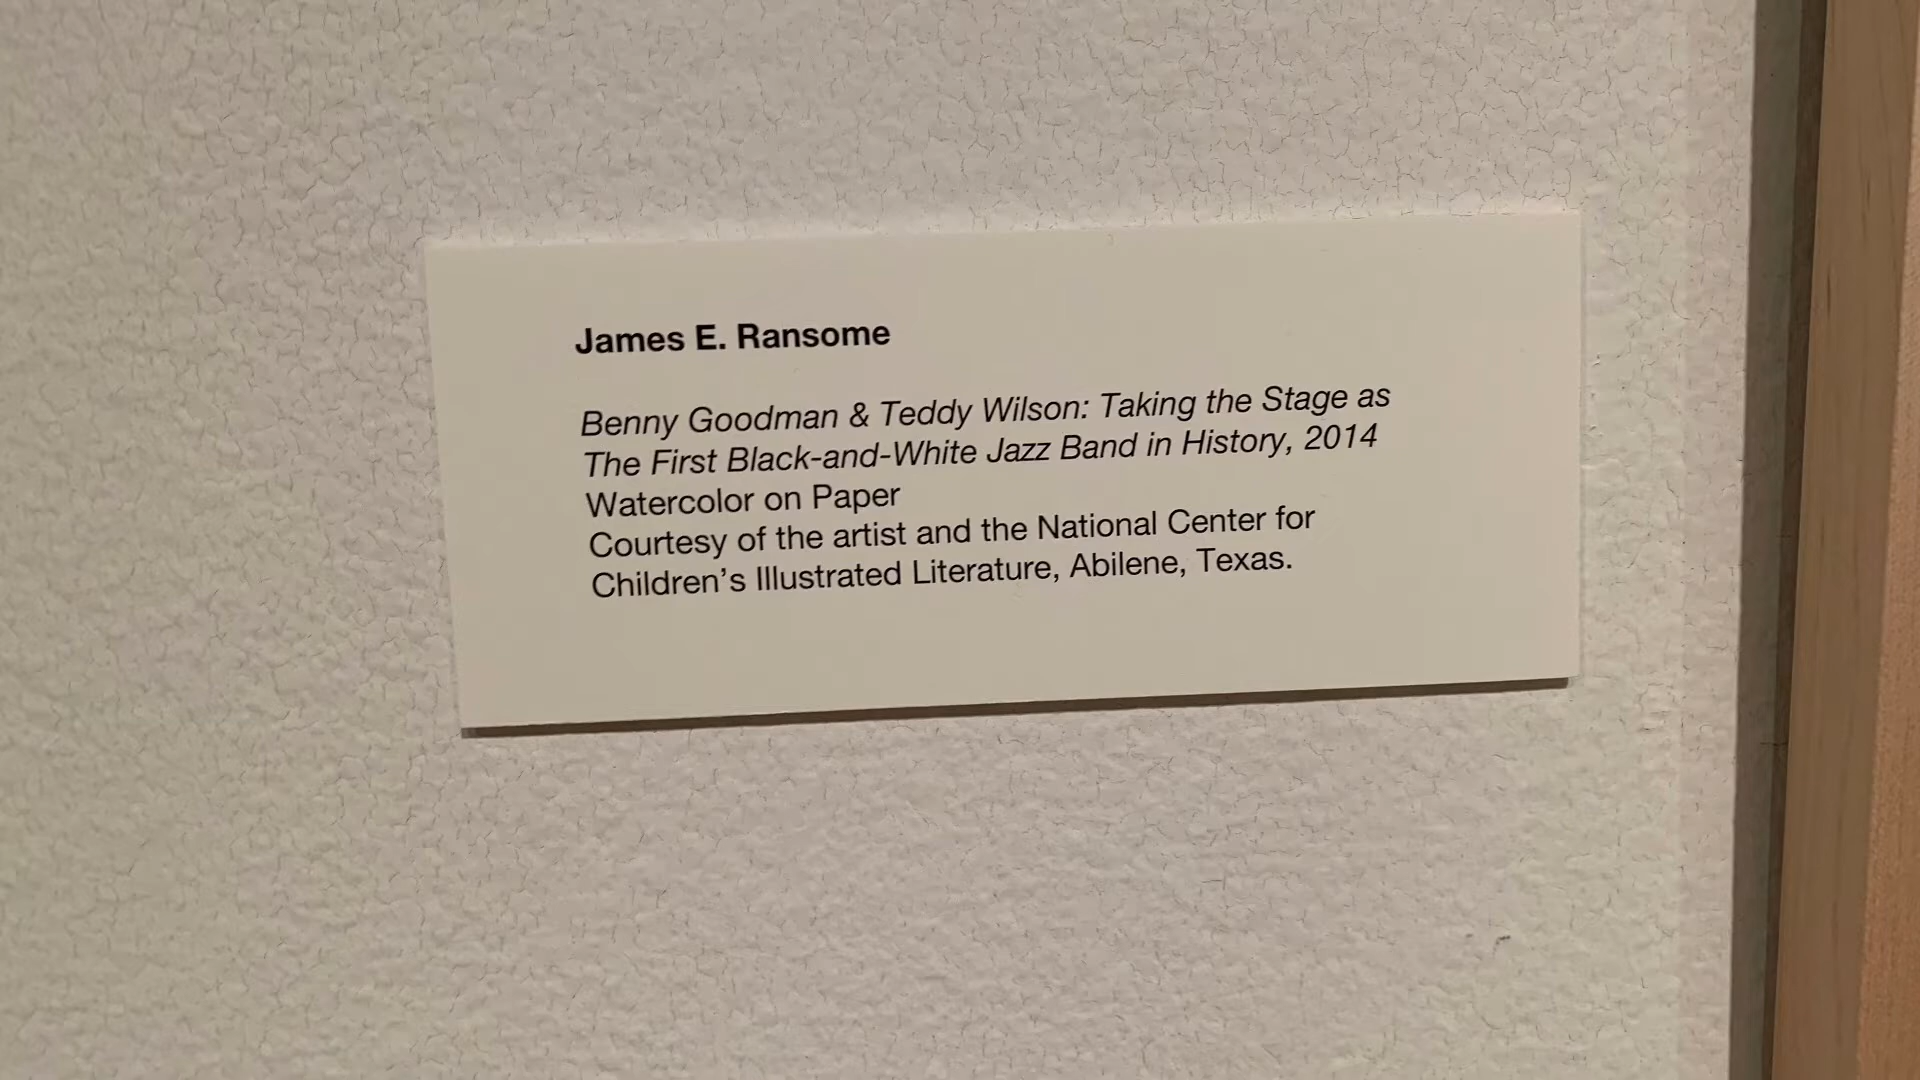 James E. Ransome
Benny Goodman & Teddy Wilson: Taking the Stage as
The First Black-and-White Jazz Band in History, 2014
Watercolor on Paper
Courtesy of the artist and the National Center for
Children’s Illustrated Literature, Abilene, Texas.